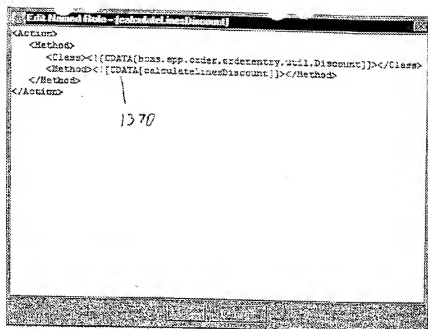 Edit Named Rule - [calculateLinesDiscount]
<Action>
<Method>
<Class><![CDATA[boxs.app.order.orderentry.util.Discount]]></Class>
<Method><![CDATA[calculateLinesDiscount]]></Method>
</Method>
</Action>
1370